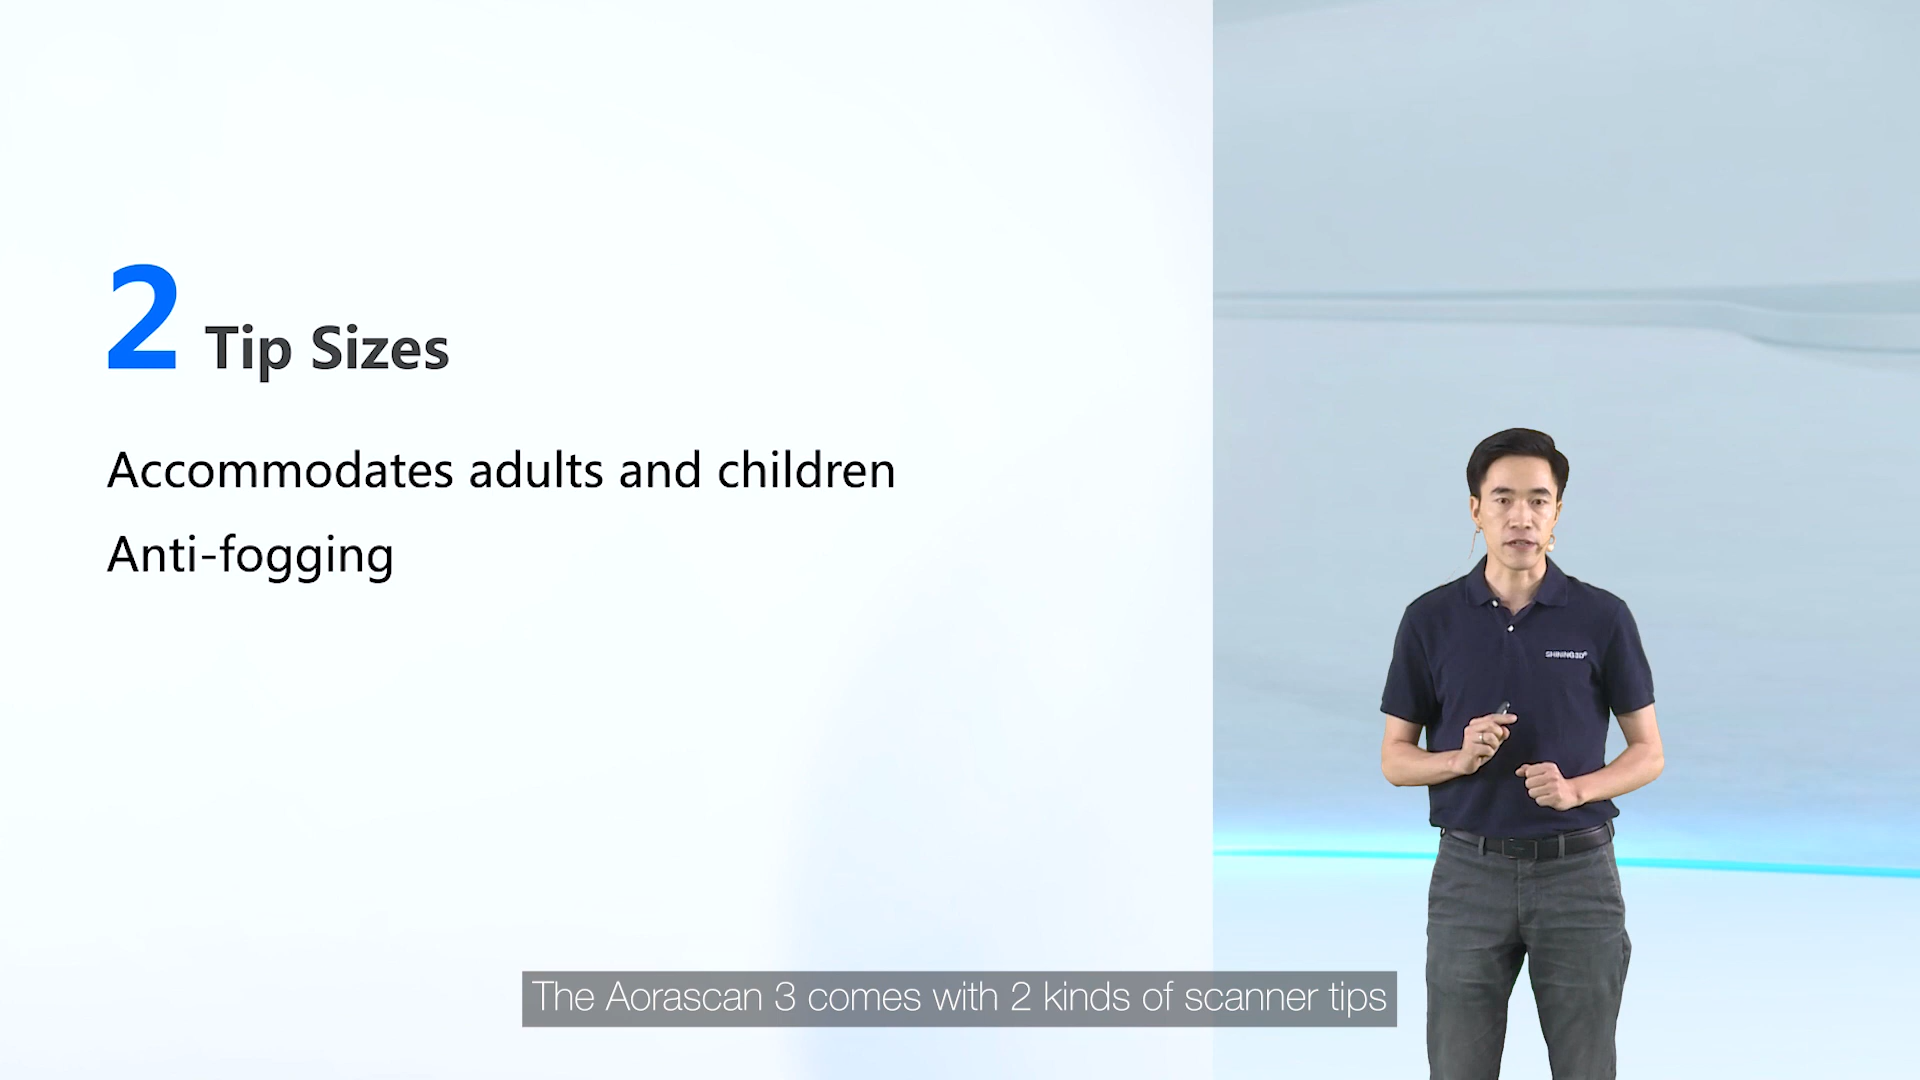 2 Tip Sizes
Accommodates adults and children
Anti-fogging
SHINING3D®
The Aorascan 3 comes with 2 kinds of scanner tips